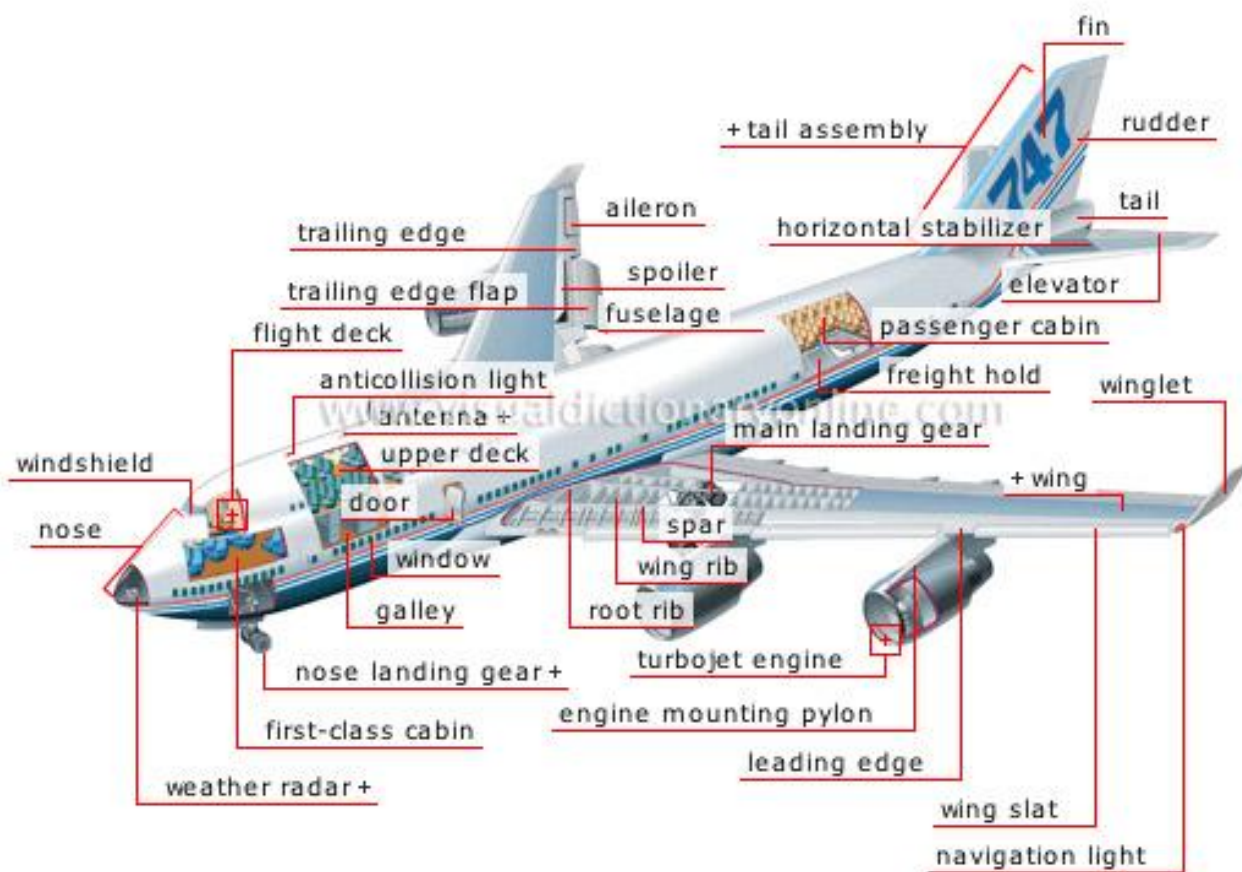 fin
+ tail assembly
rudder
aileron
tail
trailing edge
horizontal stabilizer
spoiler
trailing edge flap
elevator
fuselage
flight deck
passenger cabin
anticollision light
freight hold
winglet
www.visualdictionaryonline.com
antenna +
main landing gear
upper deck
windshield
+ wing
door
nose
spar
window
wing rib
galley
root rib
turbojet engine
nose landing gear +
engine mounting pylon
first-class cabin
leading edge
weather radar +
wing slat
navigation light
747